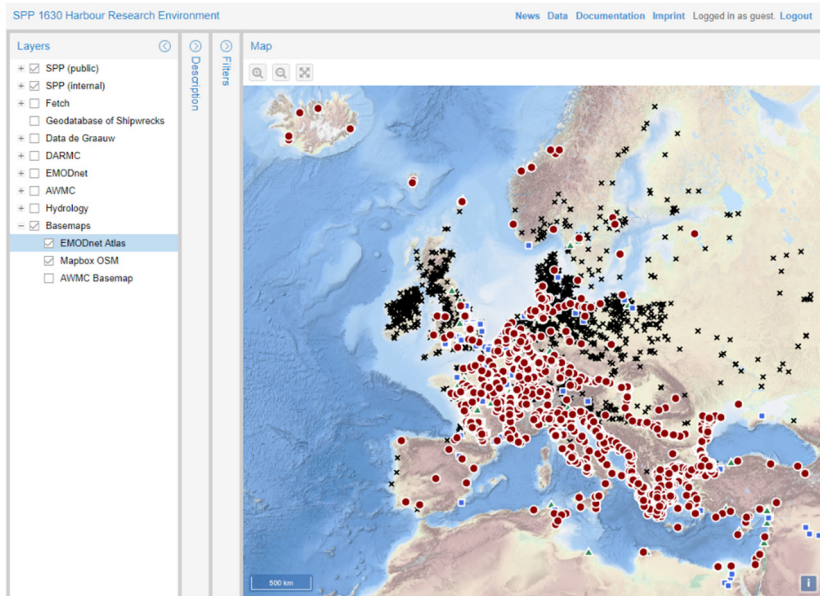 SPP 1630 Harbour Research Environment
News Data Documentation Imprint Logged in as guest. Logout
Layers
Description
Filters
Map
SPP (public)
SPP (internal)
Fetch
Geodatabase of Shipwrecks
Data de Graauw
DARMC
EMODnet
AWMC
Hydrology
Basemaps
EMODnet Atlas
Mapbox OSM
AWMC Basemap
500 km
i